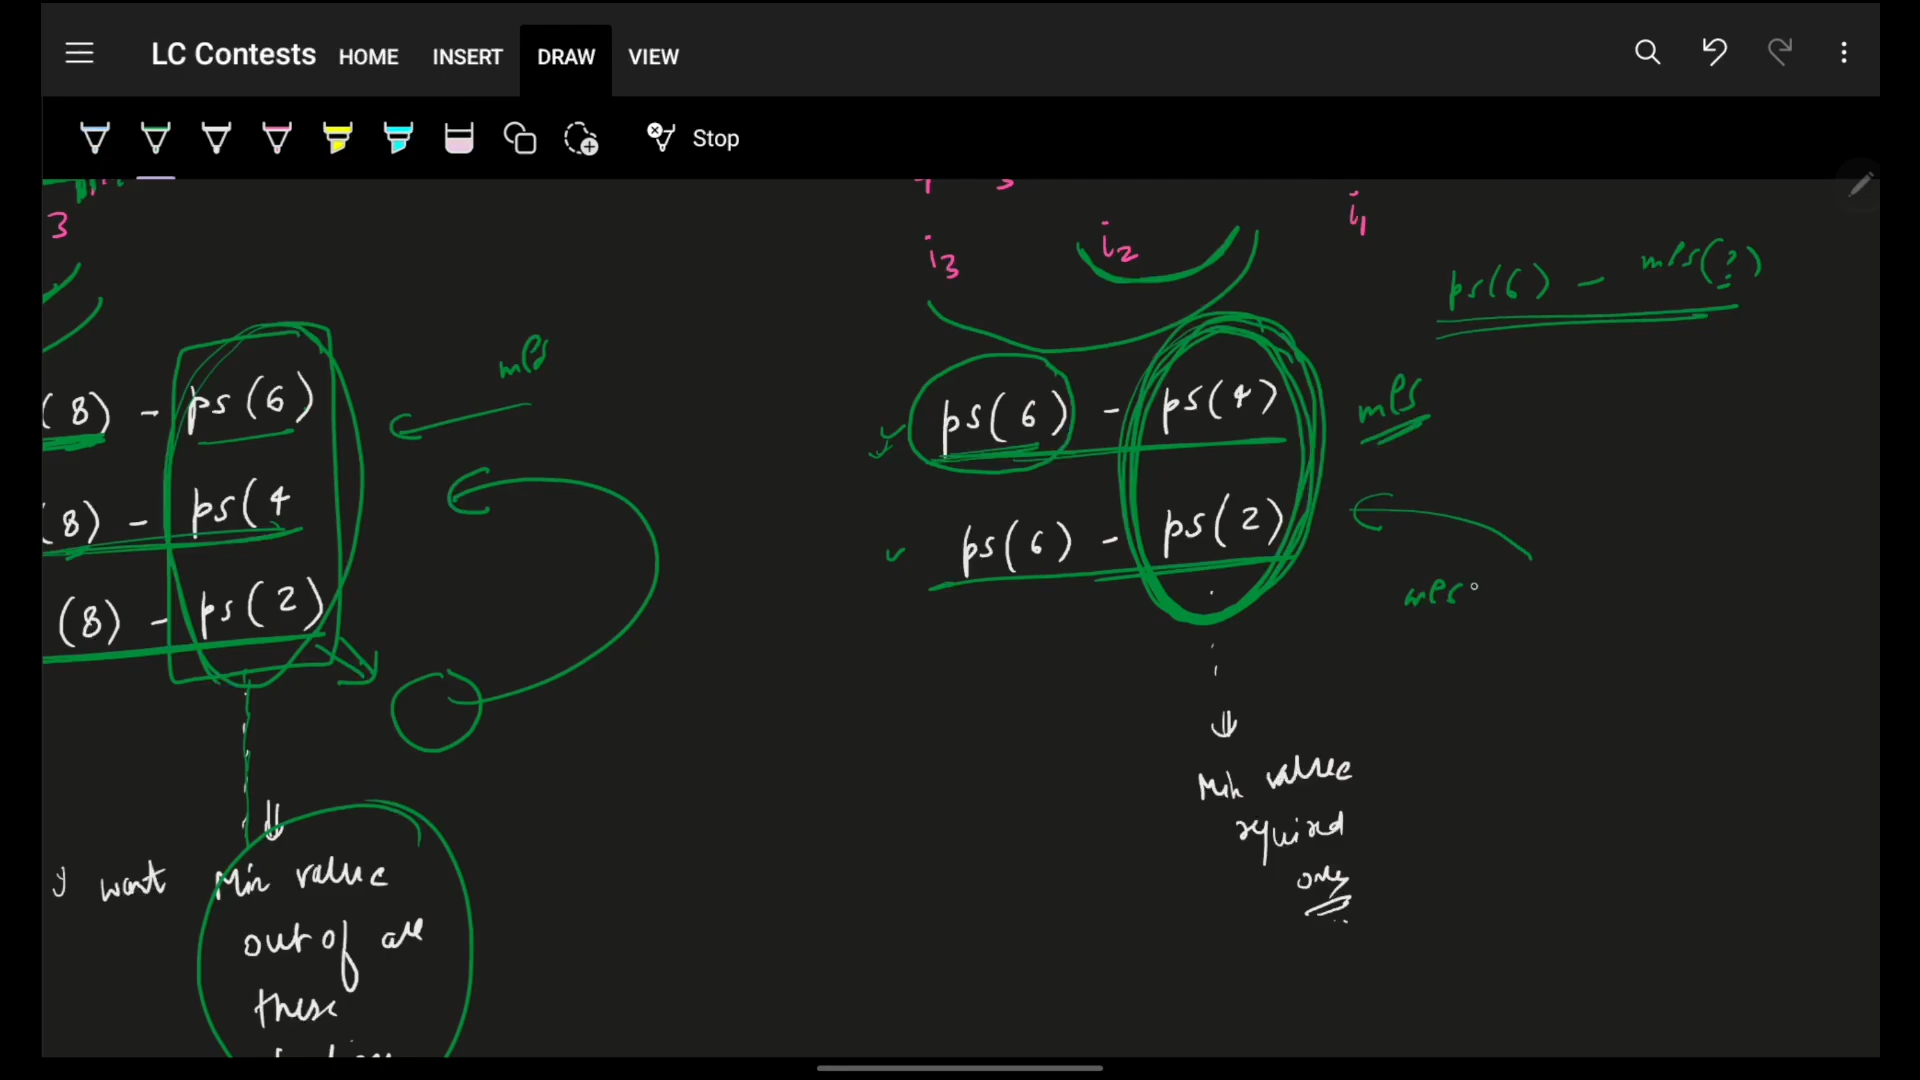 LC Contests HOME INSERT DRAW VIEW
Stop
3
i3 i2 i1
ps(6) - mps(?)
(8) - ps(6)
mps
(8) - ps(4
(8) - ps(2)
ps(6) - ps(4)
mps
ps(6) - ps(2)
mps
I want Min value
out of all
these
Min value
required
only